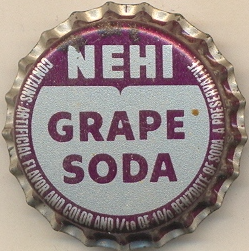 NEHI
GRAPE
SODA
CONTAINS: ARTIFICIAL FLAVOR AND COLOR AND 1/10 OF 1% BENZOATE OF SODA A PRESERVATIVE